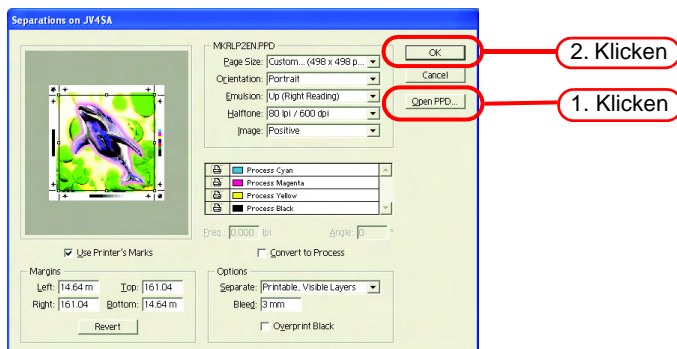 Separations on JV4SA
MKRLP2EN.PPD
Page Size: Custom... (498 x 498 p...
Orientation: Portrait
Emulsion: Up (Right Reading)
Halftone: 80 lpi / 600 dpi
Image: Positive
OK
Cancel
Open PPD...
2. Klicken
1. Klicken
Process Cyan
Process Magenta
Process Yellow
Process Black
Freq.: 0.000 lpi Angle: 0 °
Use Printer's Marks
Convert to Process
Margins
Left: 14.64 m Top: 161.04
Right: 161.04 Bottom: 14.64 m
Revert
Options
Separate: Printable, Visible Layers
Bleed: 3 mm
Overprint Black